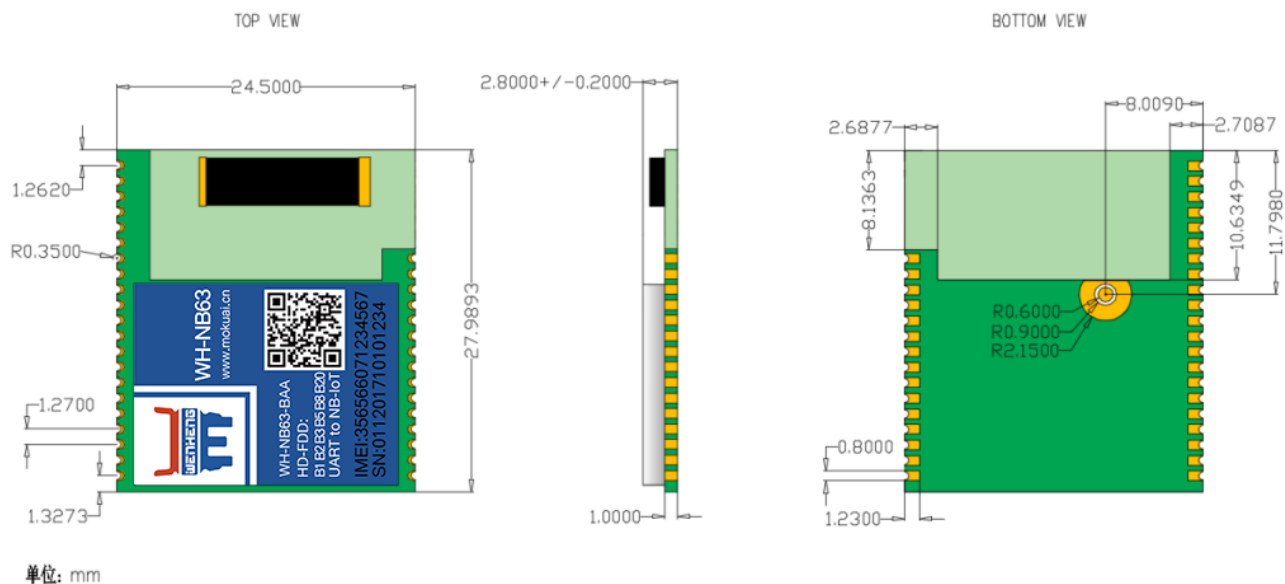 TOP VIEW
BOTTOM VIEW
24.5000
2.8000+/-0.2000
8.0090
2.6877
2.7087
1.2620
R0.3500
27.9893
8.1363
10.6349
11.7980
R0.6000
R0.9000
R2.1500
WH-NB63
www.mokuai.cn
WH-NB63-BAA
HD-FDD:
B1B2B3B5B8B20
UART to NB-IoT
IMEI:356566071234567
SN:01120171010101234
WENHENG
1.2700
1.3273
1.0000
0.8000
1.2300
单位: mm